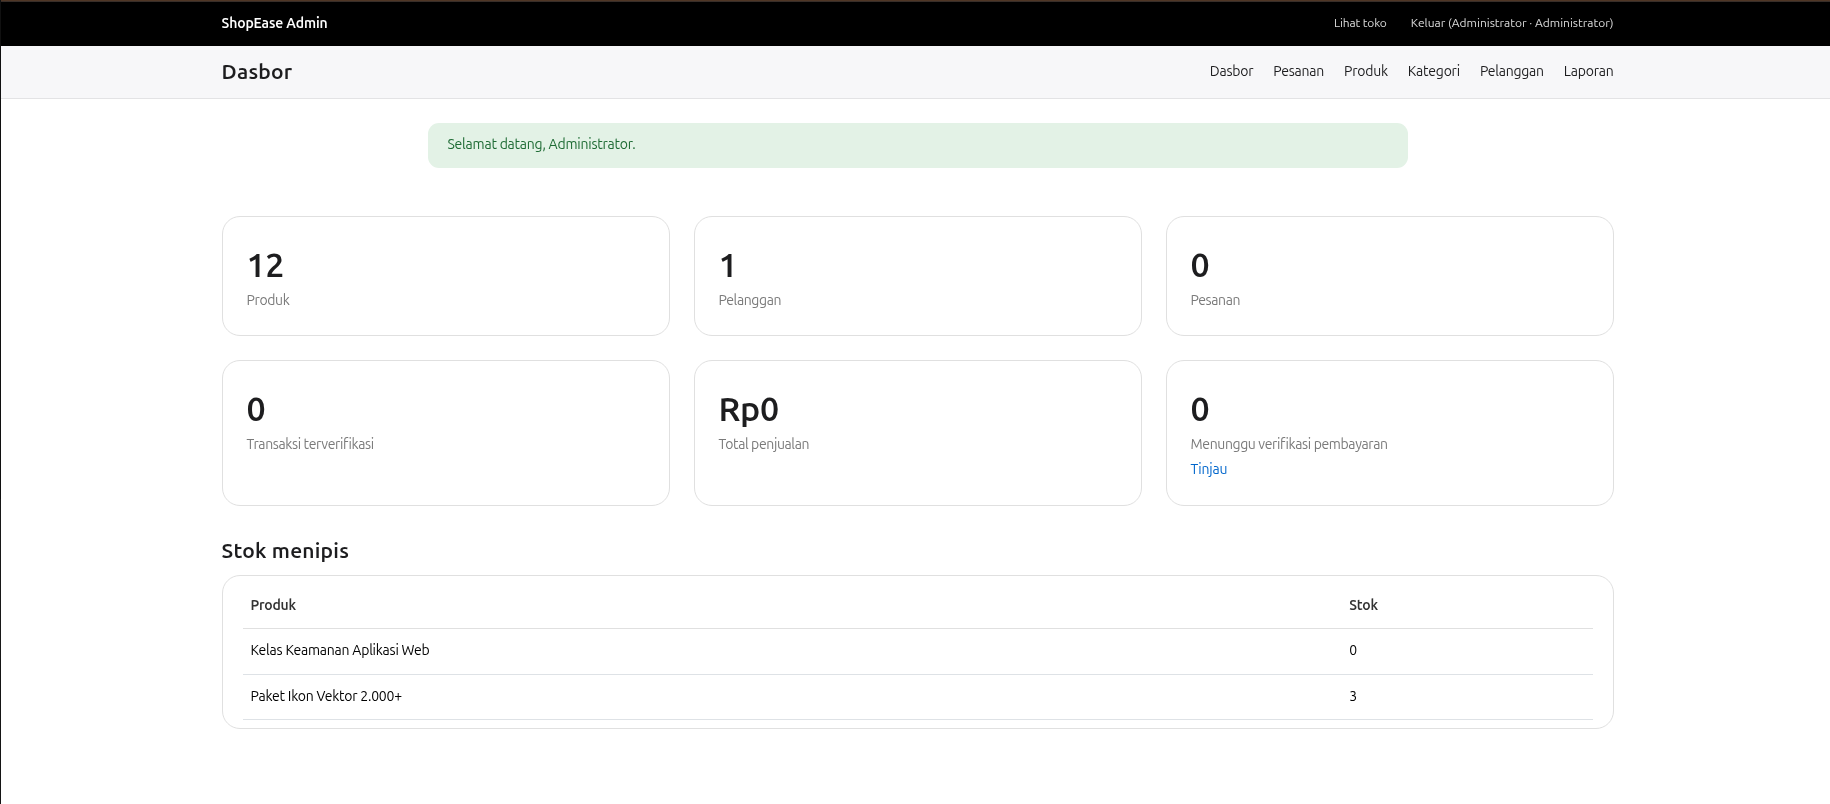 ShopEase Admin
Lihat toko
Keluar (Administrator · Administrator)
Dasbor
Dasbor
Pesanan
Produk
Kategori
Pelanggan
Laporan
Selamat datang, Administrator.
12
Produk
1
Pelanggan
0
Pesanan
0
Transaksi terverifikasi
Rp0
Total penjualan
0
Menunggu verifikasi pembayaran
Tinjau
Stok menipis
Produk
Stok
Kelas Keamanan Aplikasi Web
0
Paket Ikon Vektor 2.000+
3